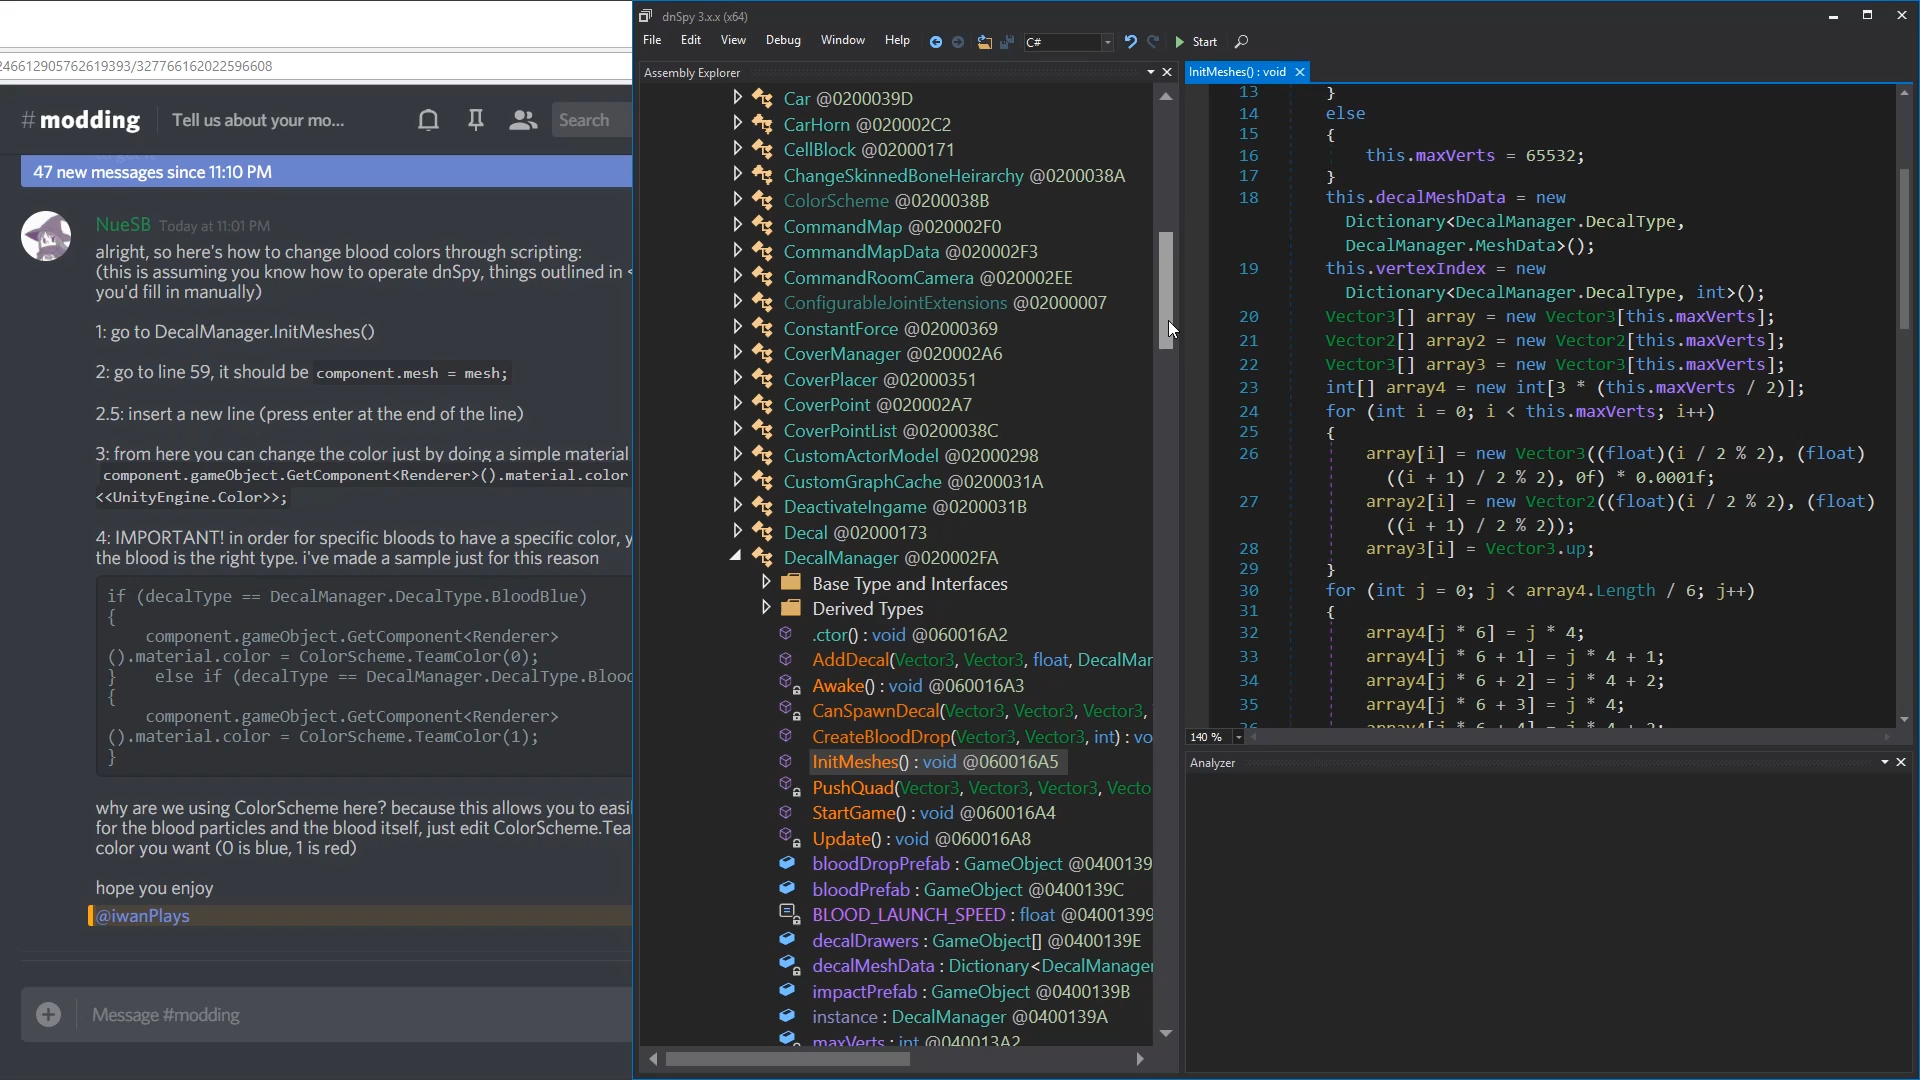 246612905762619393/327766162022596608
# modding
Tell us about your mo...
Search
47 new messages since 11:10 PM
NueSB Today at 11:01 PM
alright, so here's how to change blood colors through scripting:
(this is assuming you know how to operate dnSpy, things outlined in <
you'd fill in manually)
1: go to DecalManager.InitMeshes()
2: go to line 59, it should be component.mesh = mesh;
2.5: insert a new line (press enter at the end of the line)
3: from here you can change the color just by doing a simple material
component.gameObject.GetComponent<Renderer>().material.color
<<UnityEngine.Color>>;
4: IMPORTANT! in order for specific bloods to have a specific color, y
the blood is the right type. i've made a sample just for this reason
if (decalType == DecalManager.DecalType.BloodBlue)
{
component.gameObject.GetComponent<Renderer>
().material.color = ColorScheme.TeamColor(0);
} else if (decalType == DecalManager.DecalType.Blood
{
component.gameObject.GetComponent<Renderer>
().material.color = ColorScheme.TeamColor(1);
}
why are we using ColorScheme here? because this allows you to easi
for the blood particles and the blood itself, just edit ColorScheme.Tea
color you want (0 is blue, 1 is red)
hope you enjoy
@iwanPlays
Message #modding
dnSpy 3.x.x (x64)
File Edit View Debug Window Help C# Start
Assembly Explorer
Car @0200039D
CarHorn @020002C2
CellBlock @02000171
ChangeSkinnedBoneHeirarchy @0200038A
ColorScheme @0200038B
CommandMap @020002F0
CommandMapData @020002F3
CommandRoomCamera @020002EE
ConfigurableJointExtensions @02000007
ConstantForce @02000369
CoverManager @020002A6
CoverPlacer @02000351
CoverPoint @020002A7
CoverPointList @0200038C
CustomActorModel @02000298
CustomGraphCache @0200031A
DeactivateIngame @0200031B
Decal @02000173
DecalManager @020002FA
Base Type and Interfaces
Derived Types
.ctor() : void @060016A2
AddDecal(Vector3, Vector3, float, DecalMar
Awake() : void @060016A3
CanSpawnDecal(Vector3, Vector3, Vector3,
CreateBloodDrop(Vector3, Vector3, int) : vo
InitMeshes() : void @060016A5
PushQuad(Vector3, Vector3, Vector3, Vecto
StartGame() : void @060016A4
Update() : void @060016A8
bloodDropPrefab : GameObject @0400139
bloodPrefab : GameObject @0400139C
BLOOD_LAUNCH_SPEED : float @04001399
decalDrawers : GameObject[] @0400139E
decalMeshData : Dictionary<DecalManager
impactPrefab : GameObject @0400139B
instance : DecalManager @0400139A
maxVerts : int @040013A2
InitMeshes() : void
13 }
14 else
15 {
16 this.maxVerts = 65532;
17 }
18 this.decalMeshData = new
Dictionary<DecalManager.DecalType,
DecalManager.MeshData>();
19 this.vertexIndex = new
Dictionary<DecalManager.DecalType, int>();
20 Vector3[] array = new Vector3[this.maxVerts];
21 Vector2[] array2 = new Vector2[this.maxVerts];
22 Vector3[] array3 = new Vector3[this.maxVerts];
23 int[] array4 = new int[3 * (this.maxVerts / 2)];
24 for (int i = 0; i < this.maxVerts; i++)
25 {
26 array[i] = new Vector3((float)(i / 2 % 2), (float)
((i + 1) / 2 % 2), 0f) * 0.0001f;
27 array2[i] = new Vector2((float)(i / 2 % 2), (float)
((i + 1) / 2 % 2));
28 array3[i] = Vector3.up;
29 }
30 for (int j = 0; j < array4.Length / 6; j++)
31 {
32 array4[j * 6] = j * 4;
33 array4[j * 6 + 1] = j * 4 + 1;
34 array4[j * 6 + 2] = j * 4 + 2;
35 array4[j * 6 + 3] = j * 4;
36 array4[j * 6 + 4] = j * 4 + 2;
140 %
Analyzer